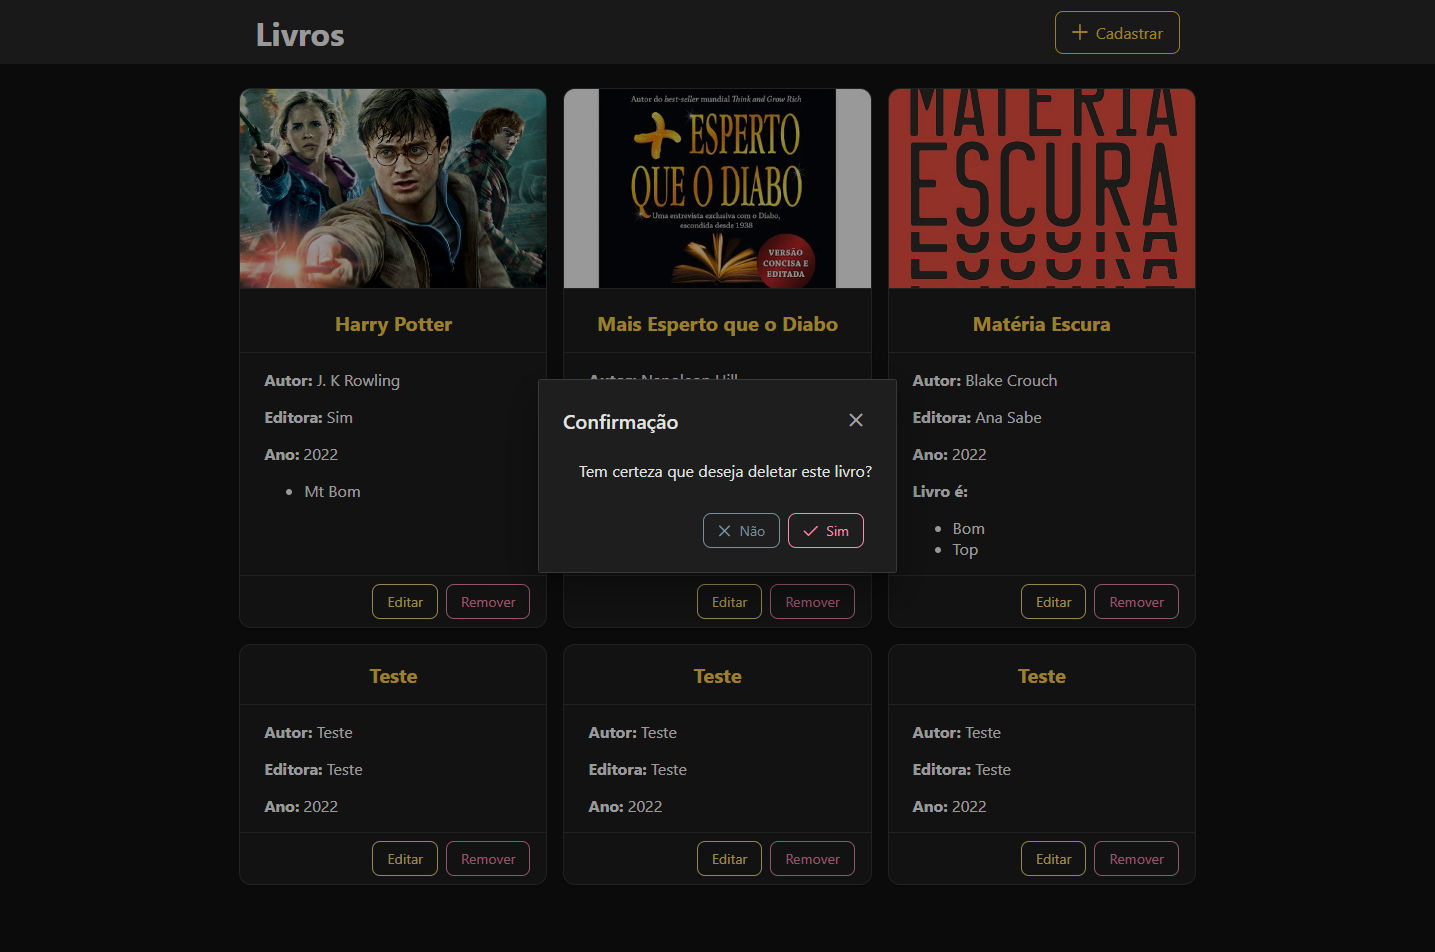 Livros
Cadastrar
Autor do best-seller mundial Think and Grow Rich
+ ESPERTO
QUE O DIABO
Uma entrevista exclusiva com o Diabo,
escondida desde 1938
VERSÃO
CONCISA E
EDITADA
MATÉRIA
ESCURA
ESCURA
ESCURA
Harry Potter
Mais Esperto que o Diabo
Matéria Escura
Autor: J. K Rowling
Editora: Sim
Ano: 2022
Mt Bom
Autor: Napoleon Hill
Autor: Blake Crouch
Editora: Ana Sabe
Ano: 2022
Livro é:
Bom
Top
Confirmação
Tem certeza que deseja deletar este livro?
Não
Sim
Editar
Remover
Editar
Remover
Editar
Remover
Teste
Autor: Teste
Editora: Teste
Ano: 2022
Editar
Remover
Teste
Autor: Teste
Editora: Teste
Ano: 2022
Editar
Remover
Teste
Autor: Teste
Editora: Teste
Ano: 2022
Editar
Remover